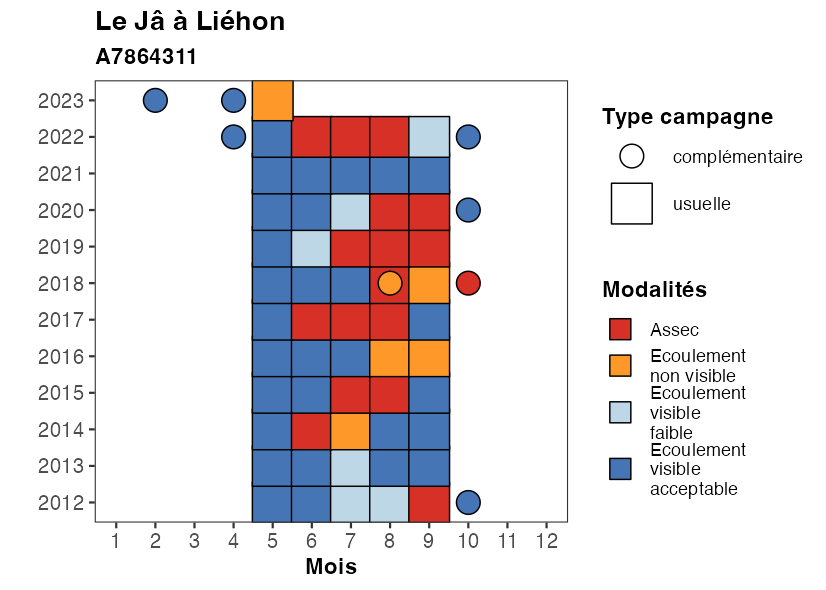 Le Jâ à Liéhon
A7864311
2023
2022
2021
2020
2019
2018
2017
2016
2015
2014
2013
2012
1 2 3 4 5 6 7 8 9 10 11 12
Mois
Type campagne
complémentaire
usuelle
Modalités
Assec
Ecoulement
non visible
Ecoulement
visible
faible
Ecoulement
visible
acceptable